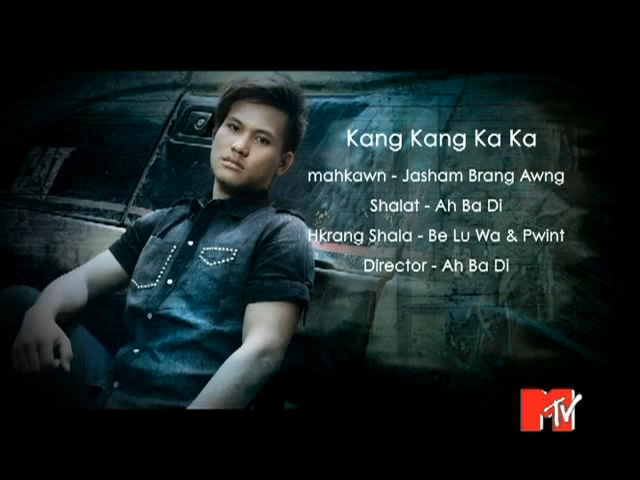 Kang Kang Ka Ka
mahkawn - Jasham Brang Awng
Shalat - Ah Ba Di
Hkrang Shala - Be Lu Wa & Pwint
Director - Ah Ba Di
MTV